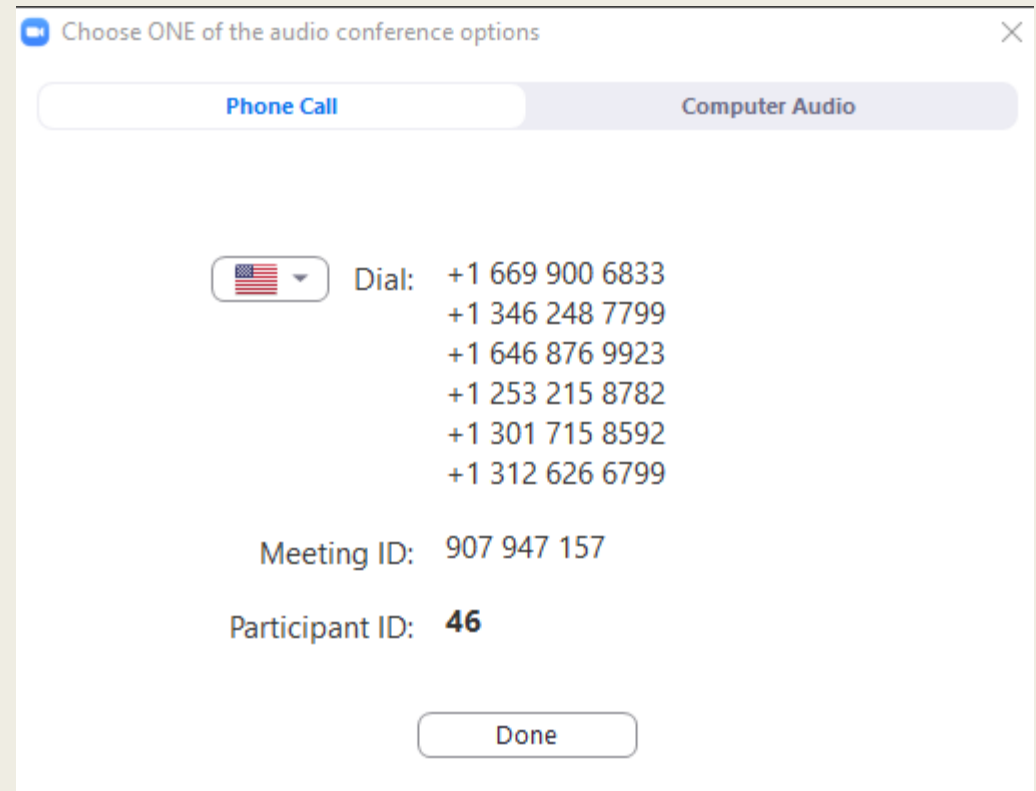 Choose ONE of the audio conference options
Phone Call
Computer Audio
Dial: +1 669 900 6833
+1 346 248 7799
+1 646 876 9923
+1 253 215 8782
+1 301 715 8592
+1 312 626 6799
Meeting ID: 907 947 157
Participant ID: 46
Done